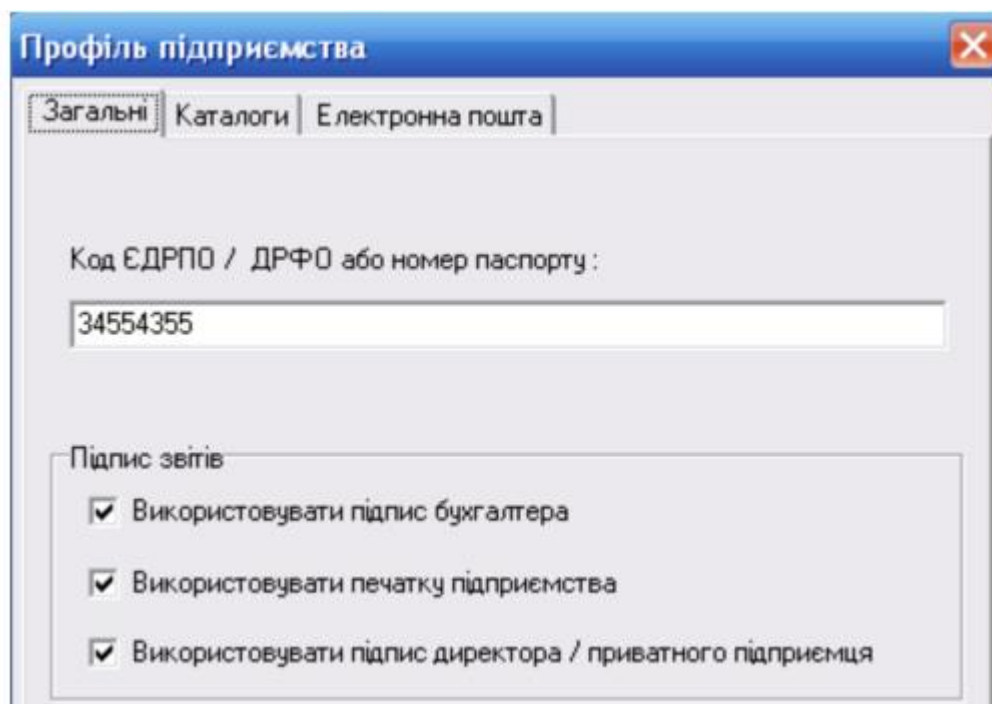 Профіль підприємства
Загальні Каталоги Електронна пошта
Код ЄДРПО / ДРФО або номер паспорту :
34554355
Підпис звітів
Використовувати підпис бухгалтера
Використовувати печатку підприємства
Використовувати підпис директора / приватного підприємця